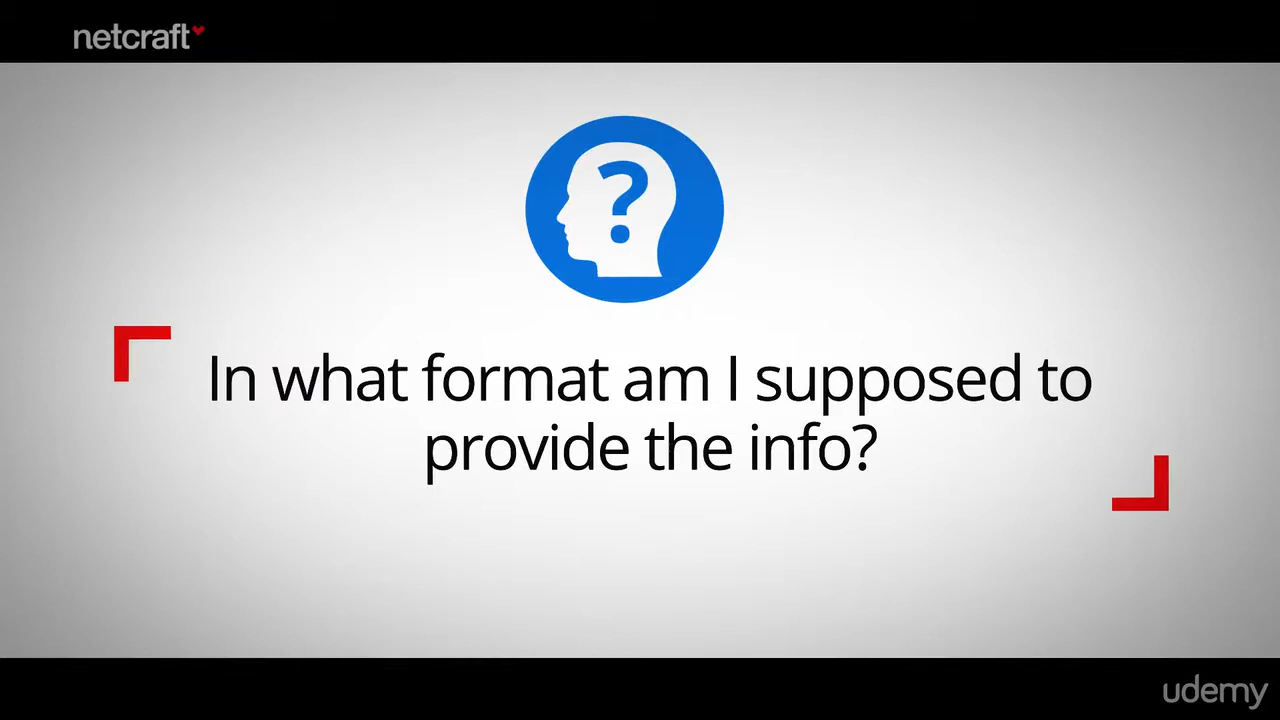 netcraft
?
In what format am I supposed to
provide the info?
udemy